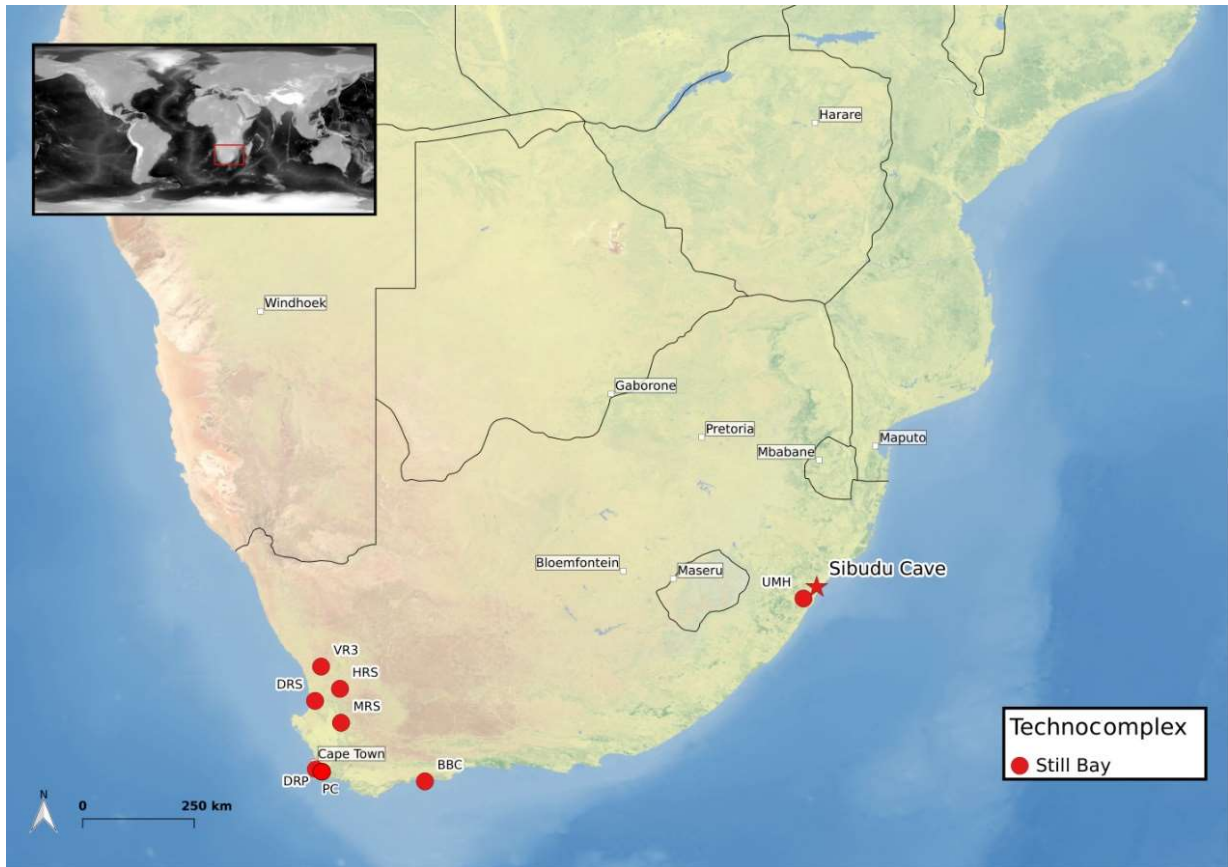 Harare
Windhoek
Gaborone
Pretoria
Mbabane
Maputo
Bloemfontein
Maseru
UMH
Sibudu Cave
VR3
HRS
DRS
MRS
Cape Town
DRP
PC
BBC
Technocomplex
Still Bay
N
0 250 km